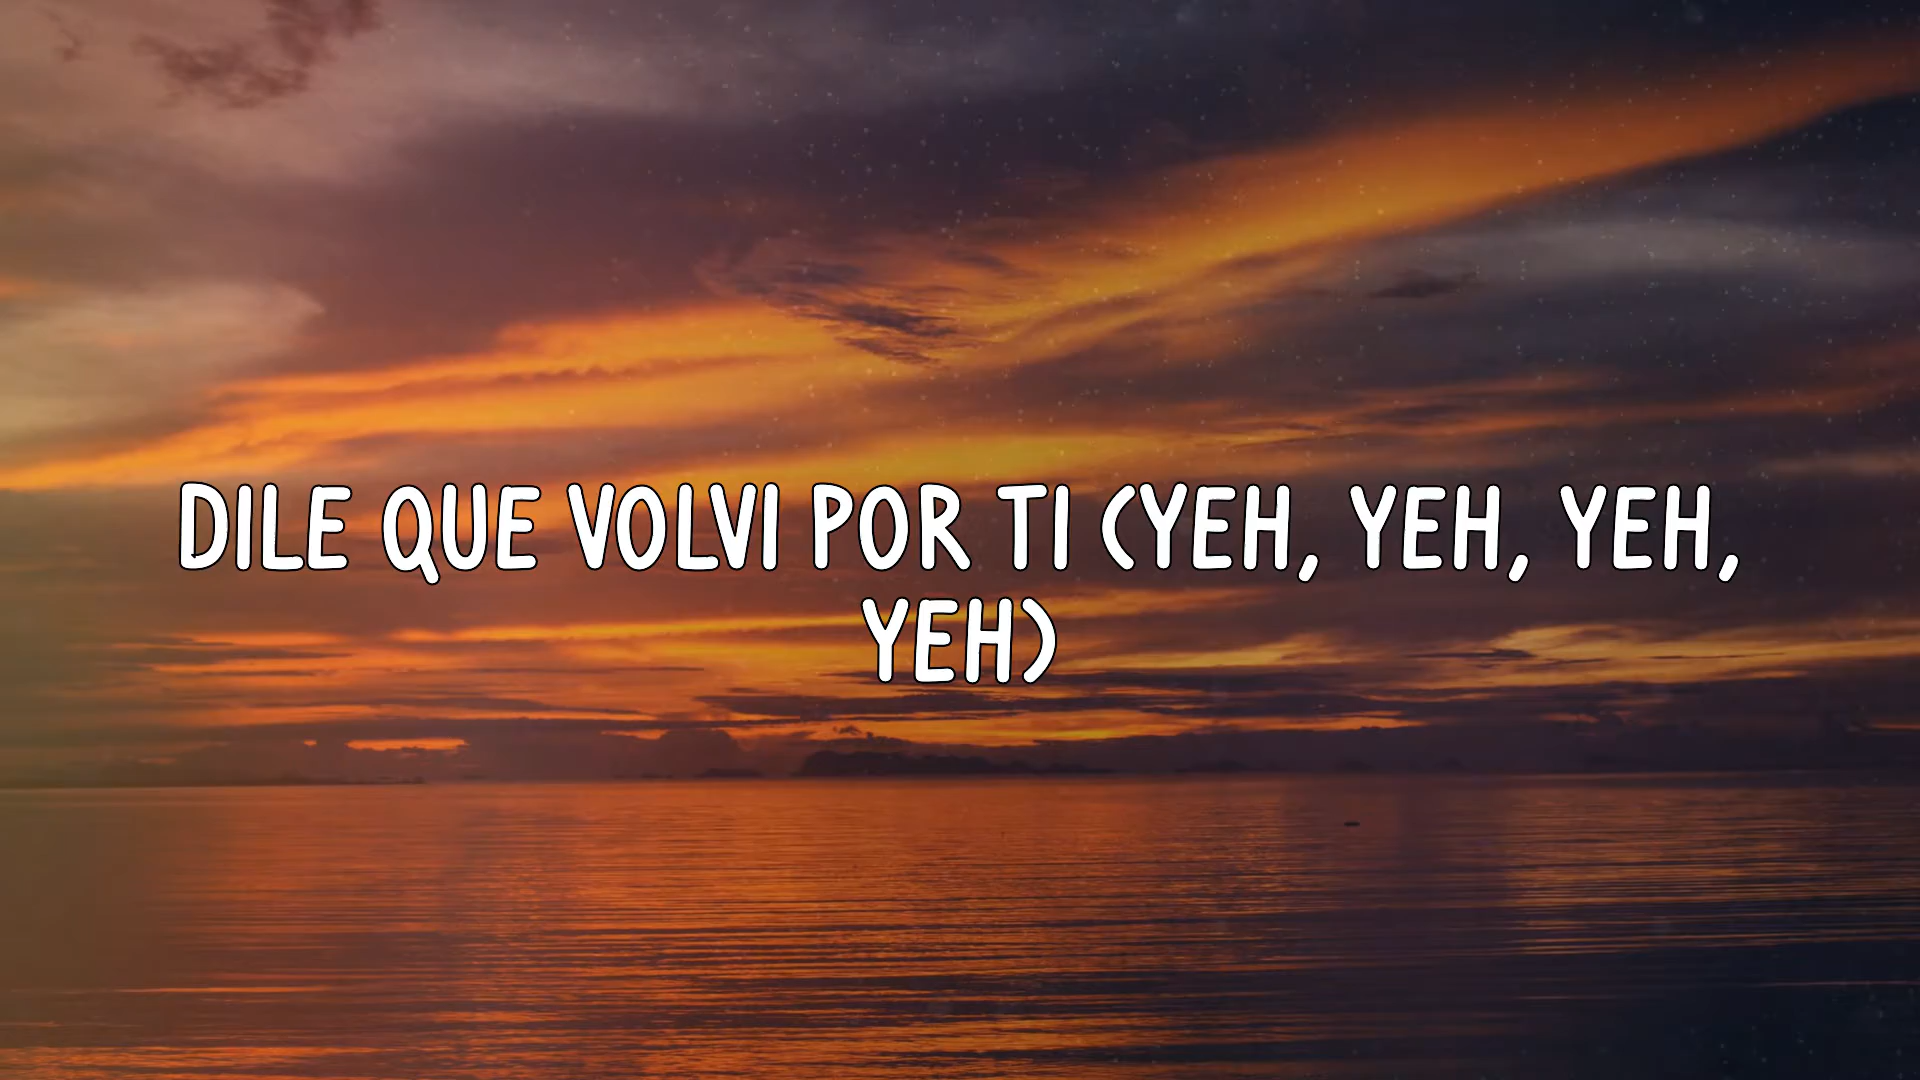 DILE QUE VOLVI POR TI (YEH, YEH, YEH,
YEH)